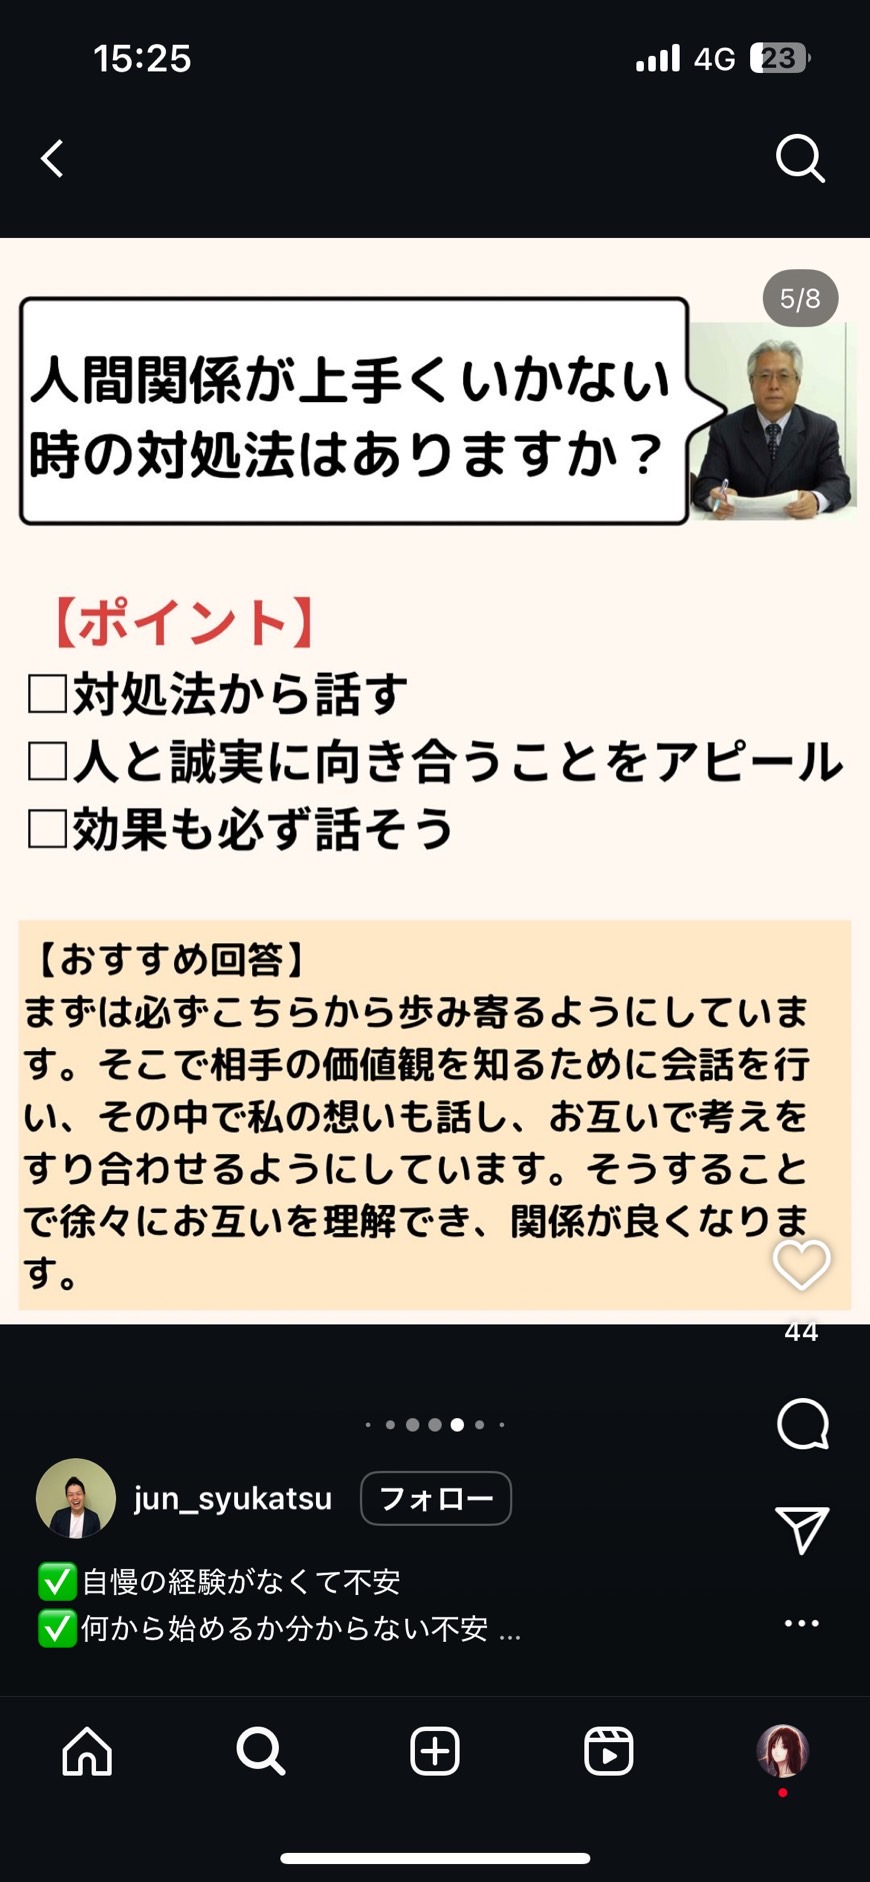 15:25
4G
23
5/8
人間関係が上手くいかない
時の対処法はありますか？
【ポイント】
□対処法から話す
□人と誠実に向き合うことをアピール
□効果も必ず話そう
【おすすめ回答】
まずは必ずこちらから歩み寄るようにしていま
す。そこで相手の価値観を知るために会話を行
い、その中で私の想いも話し、お互いで考えを
すり合わせるようにしています。そうすること
で徐々にお互いを理解でき、関係が良くなりま
す。
44
jun_syukatsu
フォロー
✅自慢の経験がなくて不安
✅何から始めるか分からない不安 ...